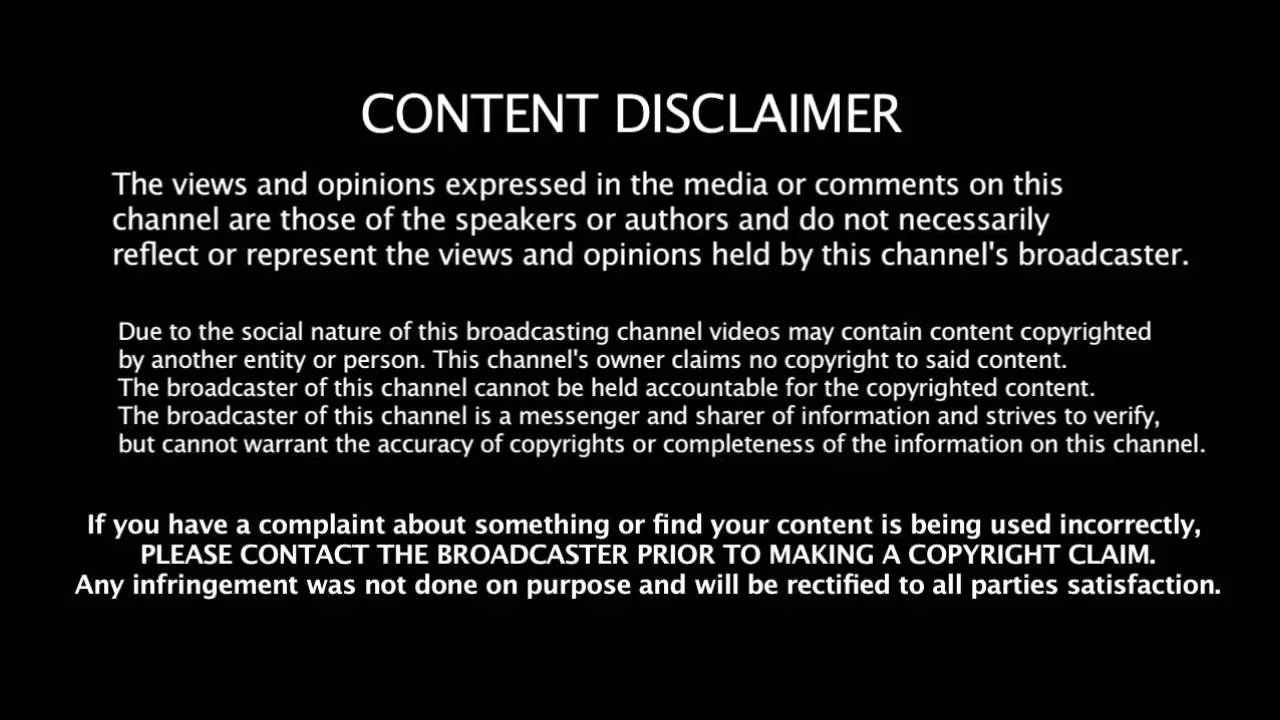 CONTENT DISCLAIMER
The views and opinions expressed in the media or comments on this
channel are those of the speakers or authors and do not necessarily
reflect or represent the views and opinions held by this channel's broadcaster.
Due to the social nature of this broadcasting channel videos may contain content copyrighted
by another entity or person. This channel's owner claims no copyright to said content.
The broadcaster of this channel cannot be held accountable for the copyrighted content.
The broadcaster of this channel is a messenger and sharer of information and strives to verify,
but cannot warrant the accuracy of copyrights or completeness of the information on this channel.
If you have a complaint about something or find your content is being used incorrectly,
PLEASE CONTACT THE BROADCASTER PRIOR TO MAKING A COPYRIGHT CLAIM.
Any infringement was not done on purpose and will be rectified to all parties satisfaction.